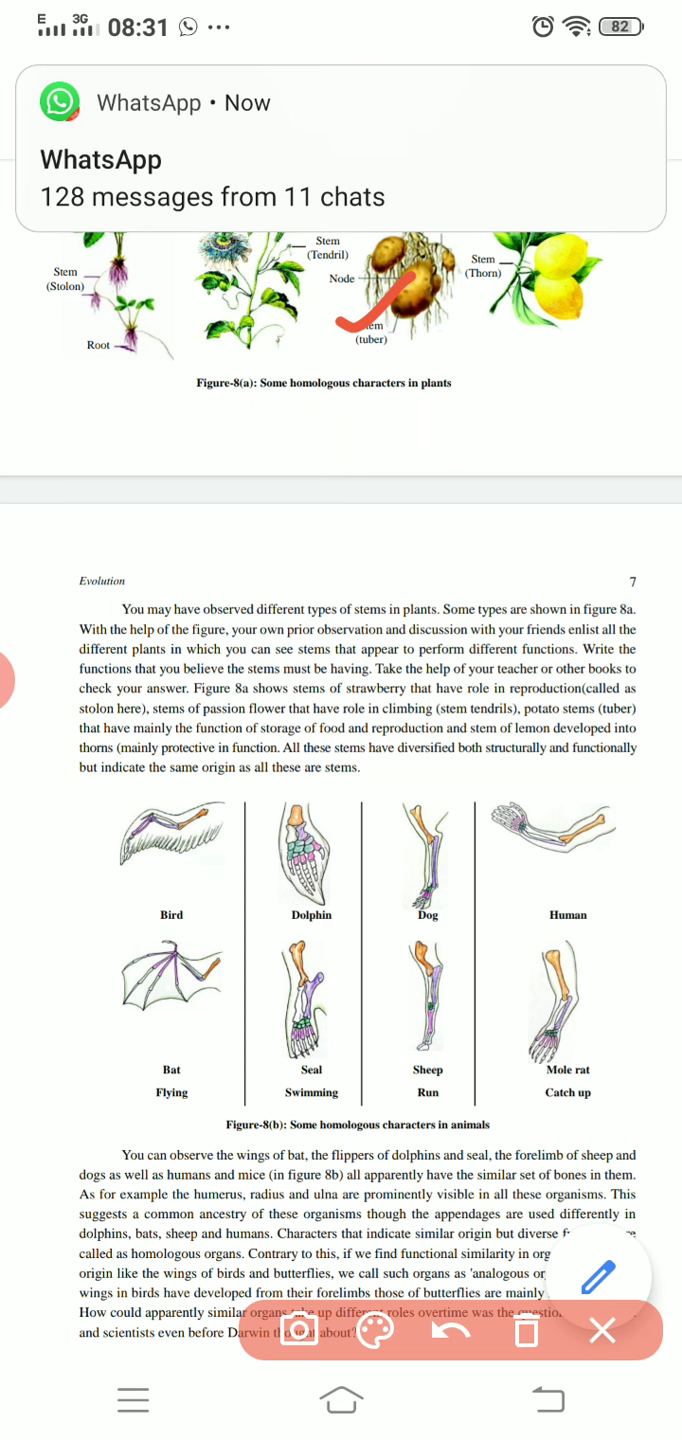 E 3G 08:31 ... 82
WhatsApp • Now
WhatsApp
128 messages from 11 chats
Stem
(Tendril)
Stem
(Stolon)
Node
Stem
(Thorn)
(tuber)
Root
Figure-8(a): Some homologous characters in plants
Evolution 7
You may have observed different types of stems in plants. Some types are shown in figure 8a.
With the help of the figure, your own prior observation and discussion with your friends enlist all the
different plants in which you can see stems that appear to perform different functions. Write the
functions that you believe the stems must be having. Take the help of your teacher or other books to
check your answer. Figure 8a shows stems of strawberry that have role in reproduction(called as
stolon here), stems of passion flower that have role in climbing (stem tendrils), potato stems (tuber)
that have mainly the function of storage of food and reproduction and stem of lemon developed into
thorns (mainly protective in function. All these stems have diversified both structurally and functionally
but indicate the same origin as all these are stems.
Bird Dolphin Dog Human
Bat Seal Sheep Mole rat
Flying Swimming Run Catch up
Figure-8(b): Some homologous characters in animals
You can observe the wings of bat, the flippers of dolphins and seal, the forelimb of sheep and
dogs as well as humans and mice (in figure 8b) all apparently have the similar set of bones in them.
As for example the humerus, radius and ulna are prominently visible in all these organisms. This
suggests a common ancestry of these organisms though the appendages are used differently in
dolphins, bats, sheep and humans. Characters that indicate similar origin but diverse
called as homologous organs. Contrary to this, if we find functional similarity in
origin like the wings of birds and butterflies, we call such organs as 'analogous
wings in birds have developed from their forelimbs those of butterflies are mainly
How could apparently similar organs take up different roles overtime was the
and scientists even before Darwin thought about?